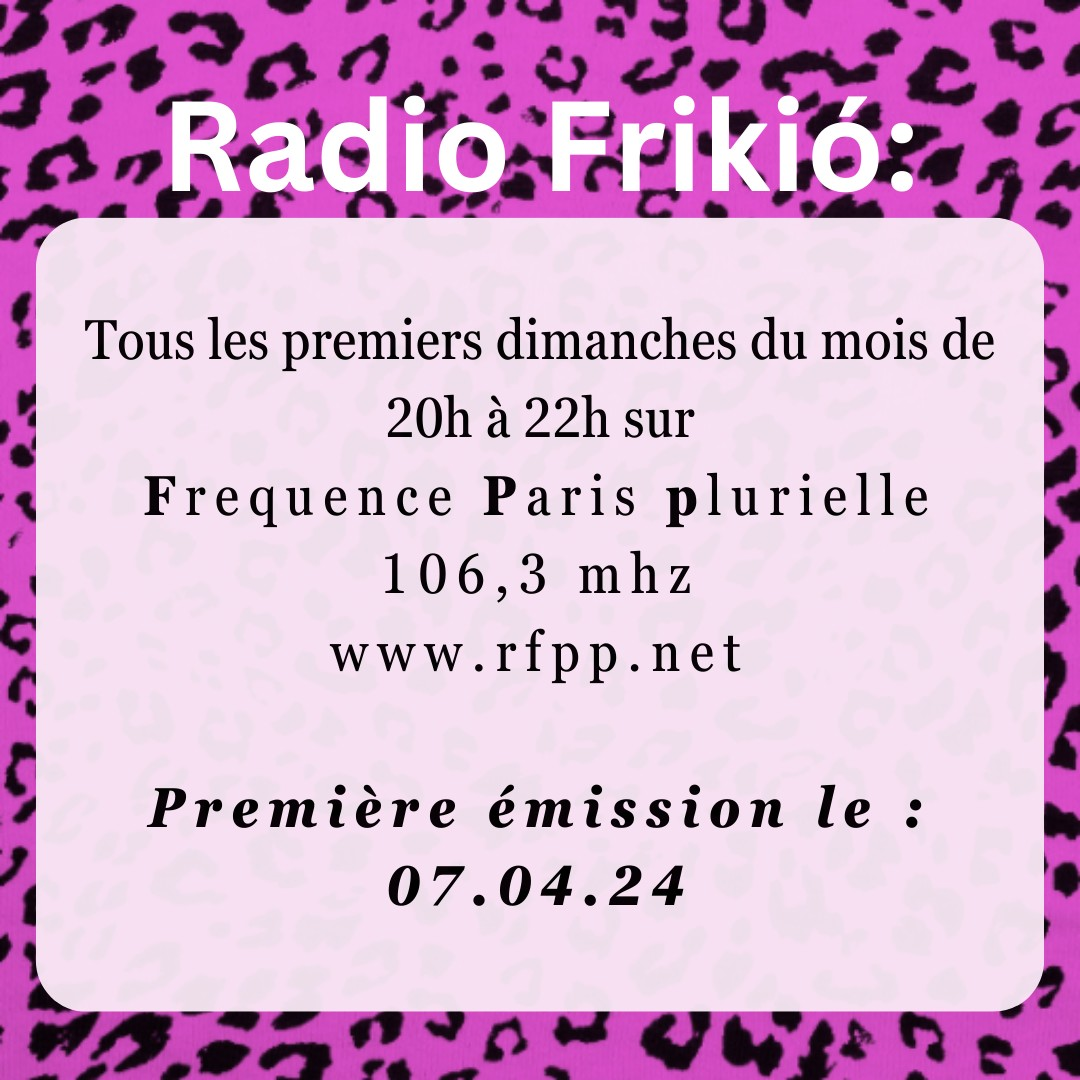 Radio Frikió:
Tous les premiers dimanches du mois de
20h à 22h sur
Frequence Paris plurielle
106,3 mhz
www.rfpp.net
Première émission le :
07.04.24